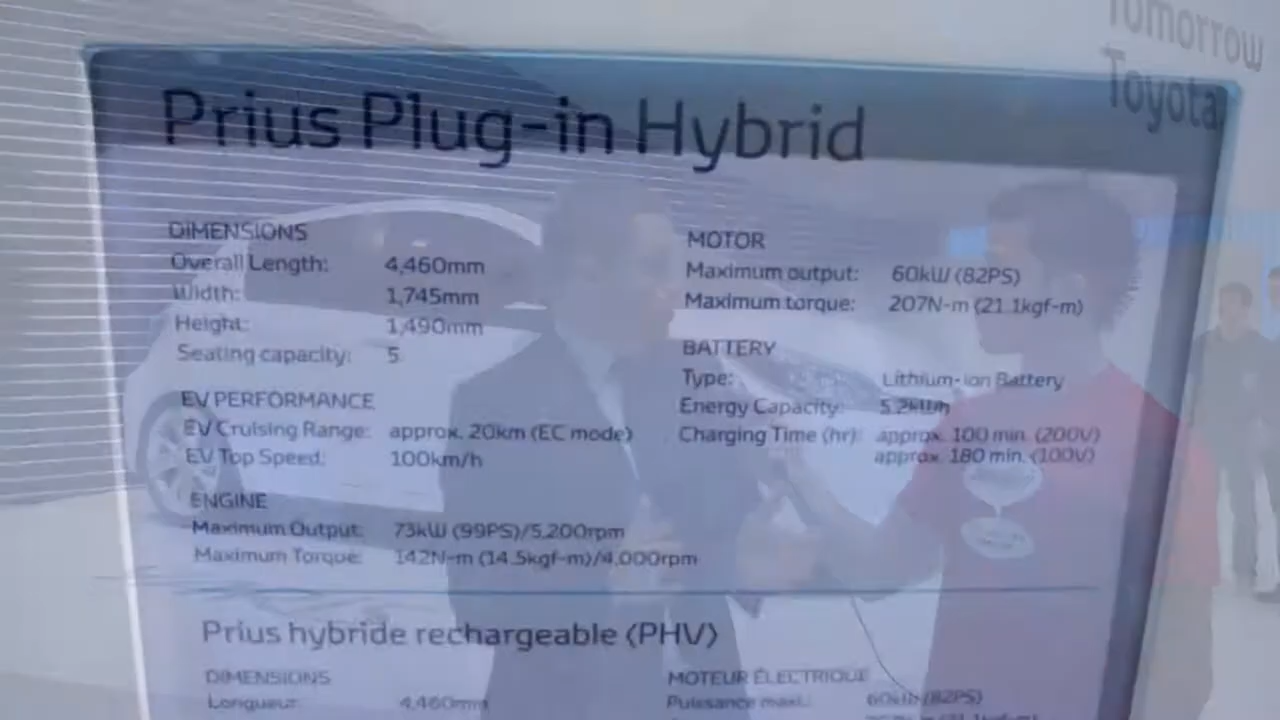 Tomorrow
Toyota
Prius Plug-in Hybrid
DIMENSIONS
Overall Length: 4,460mm
Width: 1,745mm
Height: 1,490mm
Seating capacity: 5
EV PERFORMANCE
EV Cruising Range: approx. 20km (EC mode)
EV Top Speed: 100km/h
ENGINE
Maximum Output: 73kW (99PS)/5,200rpm
Maximum Torque: 142N-m (14.5kgf-m)/4,000rpm
MOTOR
Maximum output: 60kW (82PS)
Maximum torque: 207N-m (21.1kgf-m)
BATTERY
Type: Lithium-ion Battery
Energy Capacity: 5.2kWh
Charging Time (hr): approx. 100 min. (200V)
approx. 180 min. (100V)
Prius hybride rechargeable (PHV)
DIMENSIONS
Longueur: 4,460mm
MOTEUR ÉLECTRIQUE
Puissance maxi.: 60kW (82PS)